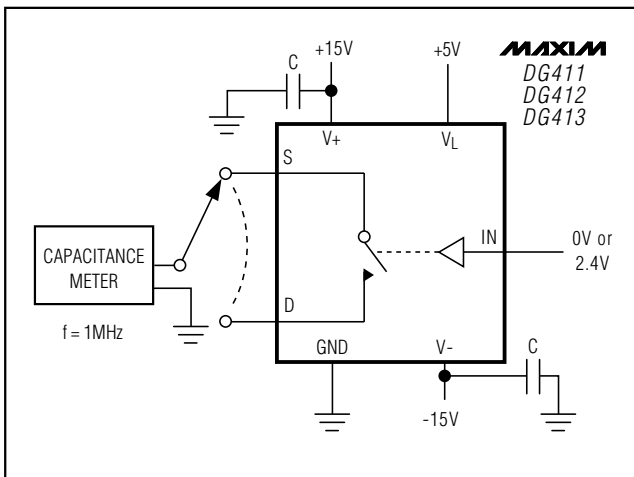 +15V
+5V
MAXIM
DG411
DG412
DG413
C
V+
VL
S
IN
0V or
2.4V
CAPACITANCE
METER
f = 1MHz
D
GND
V-
C
-15V